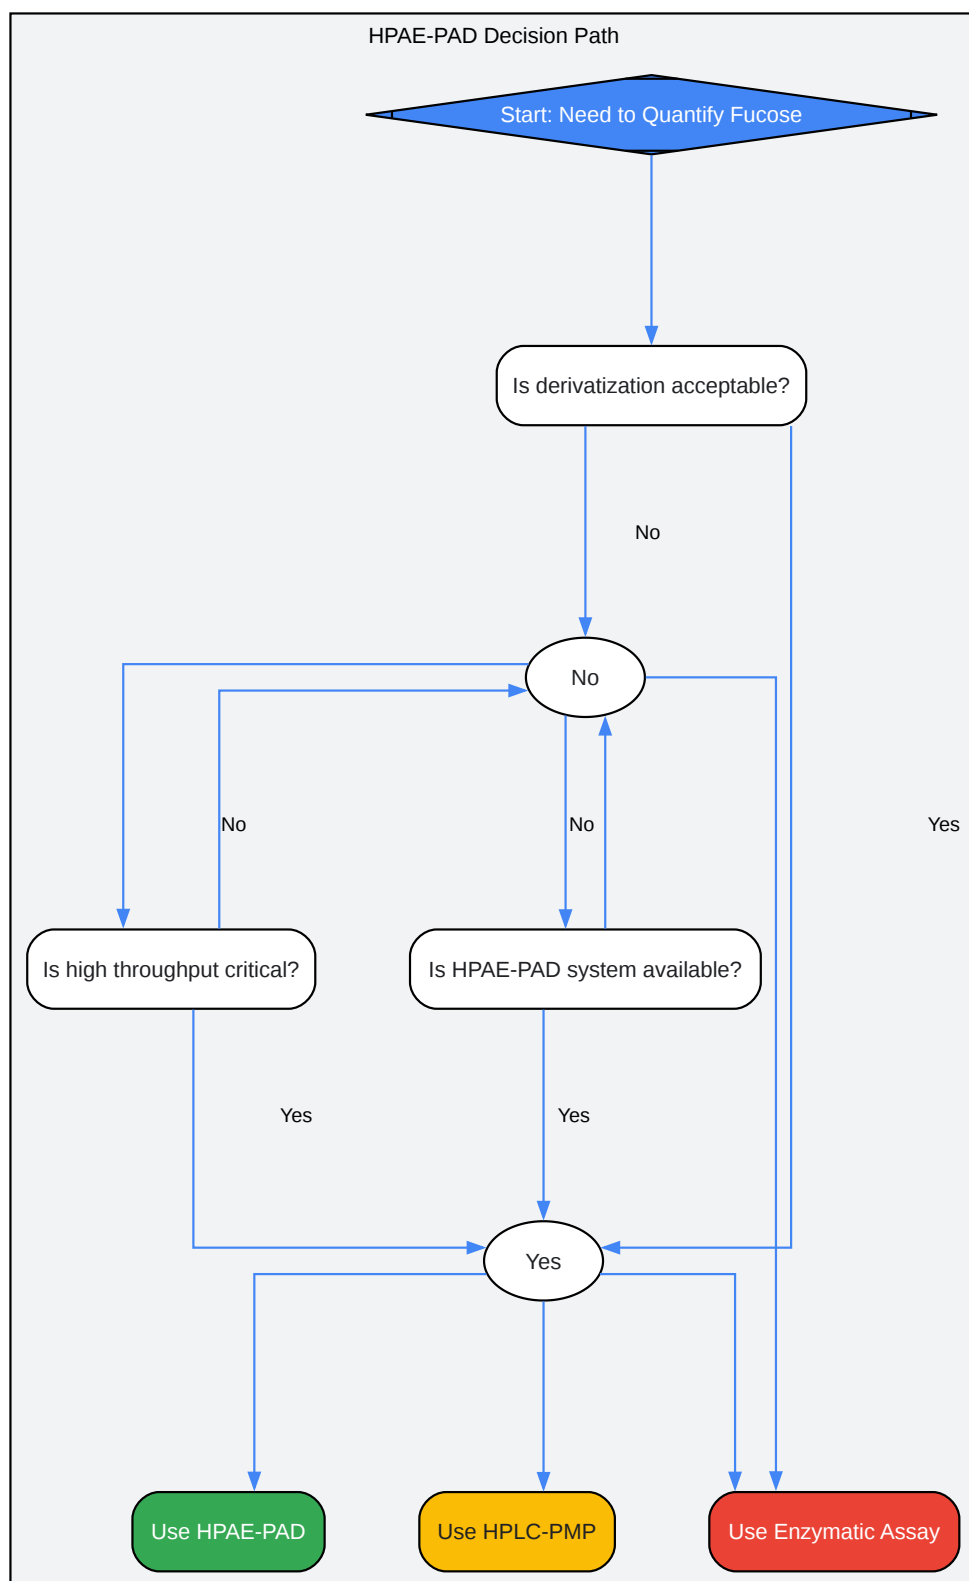 HPAE-PAD Decision Path
Start: Need to Quantify Fucose
Is derivatization acceptable?
No
No
No
No
Yes
Is high throughput critical?
Is HPAE-PAD system available?
Yes
Yes
Yes
Use HPAE-PAD
Use HPLC-PMP
Use Enzymatic Assay